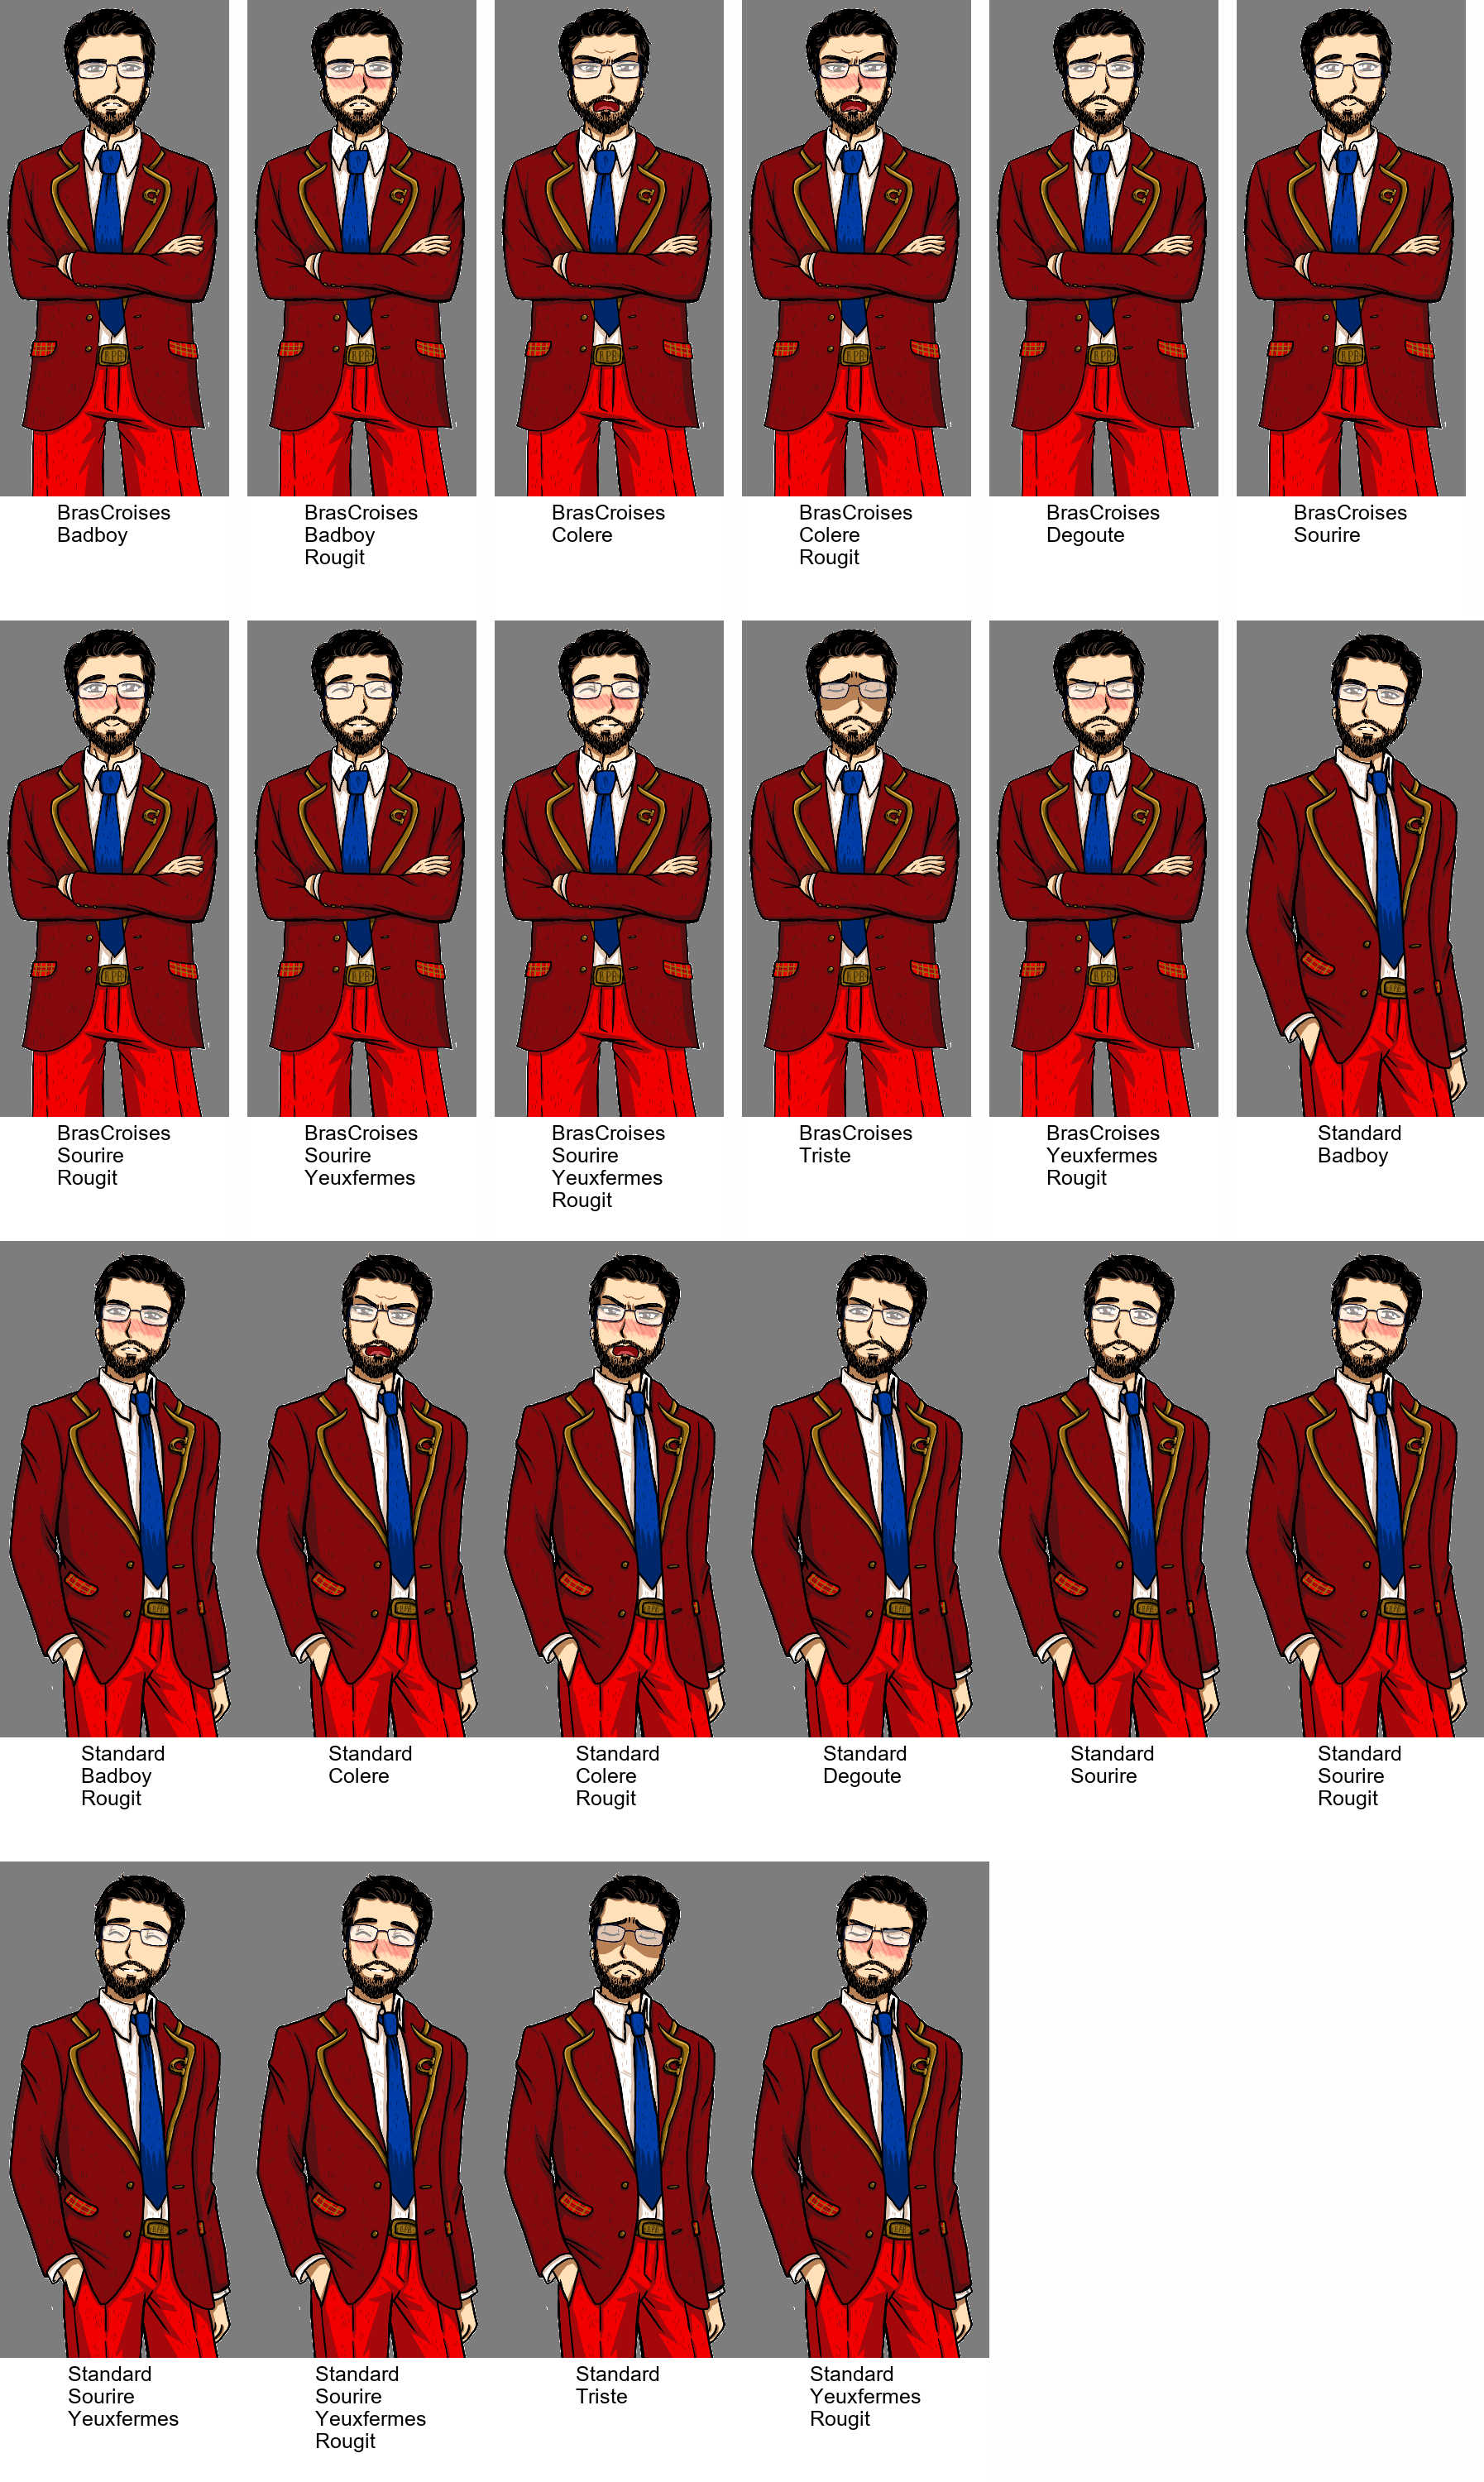 BrasCroises
Badboy
BrasCroises
Badboy
Rougit
BrasCroises
Colere
BrasCroises
Colere
Rougit
BrasCroises
Degoute
BrasCroises
Sourire
BrasCroises
Sourire
Rougit
BrasCroises
Sourire
Yeuxfermes
BrasCroises
Sourire
Yeuxfermes
Rougit
BrasCroises
Triste
BrasCroises
Yeuxfermes
Rougit
Standard
Badboy
Standard
Badboy
Rougit
Standard
Colere
Standard
Colere
Rougit
Standard
Degoute
Standard
Sourire
Standard
Sourire
Rougit
Standard
Sourire
Yeuxfermes
Standard
Sourire
Yeuxfermes
Rougit
Standard
Triste
Standard
Yeuxfermes
Rougit